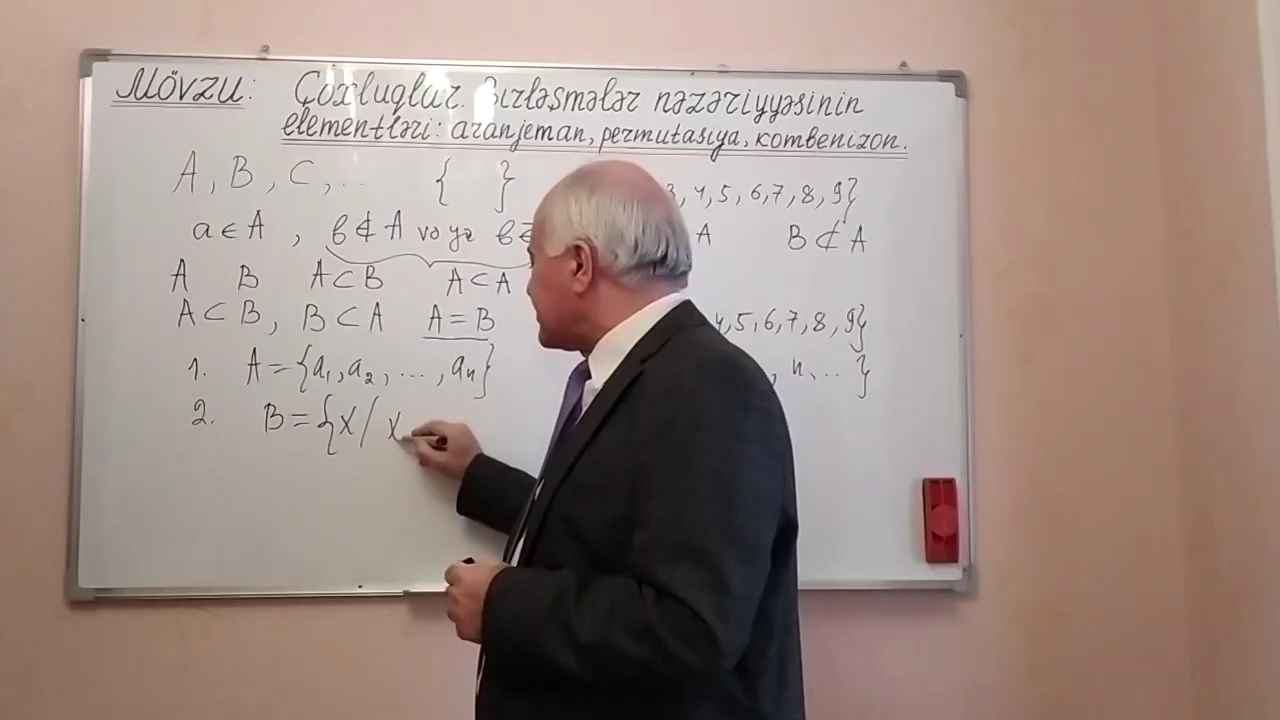 Mövzu: Çoxluqlar. Birləşmələr nəzəriyyəsinin
elementləri: aranjeman, permutasiya, kombenizon.
A, B, C, ... { } 3, 4, 5, 6, 7, 8, 9}
a ∈ A , b ∉ A və ya b ∈̅ A B ⊄ A
A B A ⊂ B A ⊂ A
A ⊂ B, B ⊂ A A = B 4, 5, 6, 7, 8, 9}
1. A = {a₁, a₂, ..., aₙ} , n, ... }
2. B = {x / x